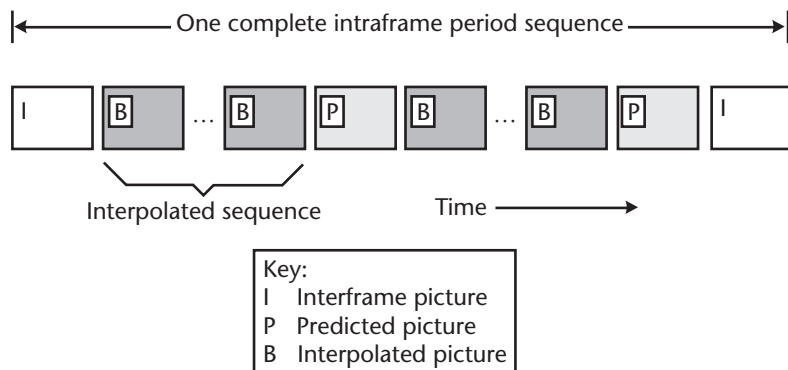 One complete intraframe period sequence
I B ... B P B ... B P I
Interpolated sequence
Time
Key:
I Interframe picture
P Predicted picture
B Interpolated picture